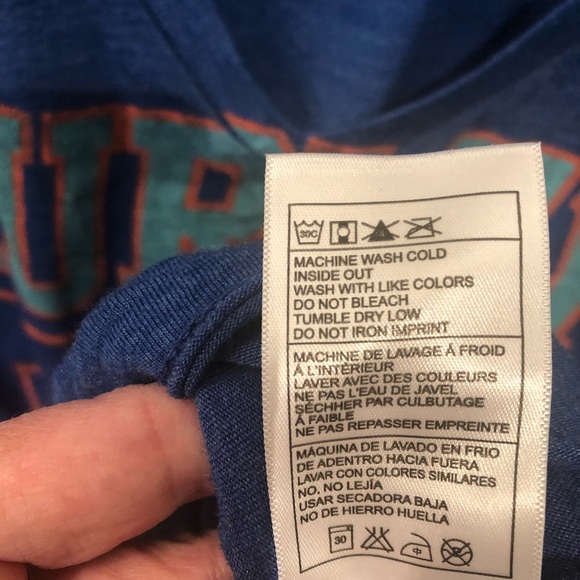 URI
30C
MACHINE WASH COLD
INSIDE OUT
WASH WITH LIKE COLORS
DO NOT BLEACH
TUMBLE DRY LOW
DO NOT IRON IMPRINT
MACHINE DE LAVAGE À FROID
À L'INTÉRIEUR
LAVER AVEC DES COULEURS
NE PAS L'EAU DE JAVEL
SÉCHHER PAR CULBUTAGE
À FAIBLE
NE PAS REPASSER EMPREINTE
MÁQUINA DE LAVADO EN FRIO
DE ADENTRO HACIA FUERA
LAVAR CON COLORES SIMILARES
NO, NO LEJÍA
USAR SECADORA BAJA
NO DE HIERRO HUELLA
30